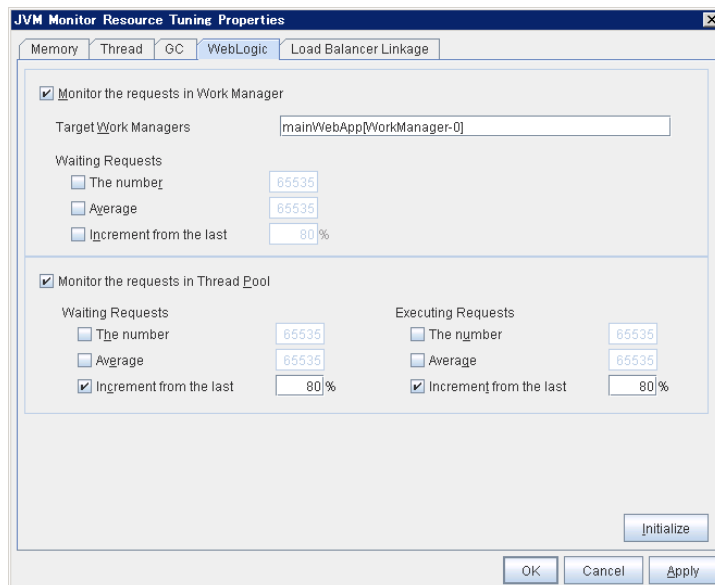 JVM Monitor Resource Tuning Properties
Memory Thread GC WebLogic Load Balancer Linkage
Monitor the requests in Work Manager
Target Work Managers mainWebApp[WorkManager-0]
Waiting Requests
The number 65535
Average 65535
Increment from the last 80 %
Monitor the requests in Thread Pool
Waiting Requests Executing Requests
The number 65535 The number 65535
Average 65535 Average 65535
Increment from the last 80 % Increment from the last 80 %
Initialize
OK Cancel Apply